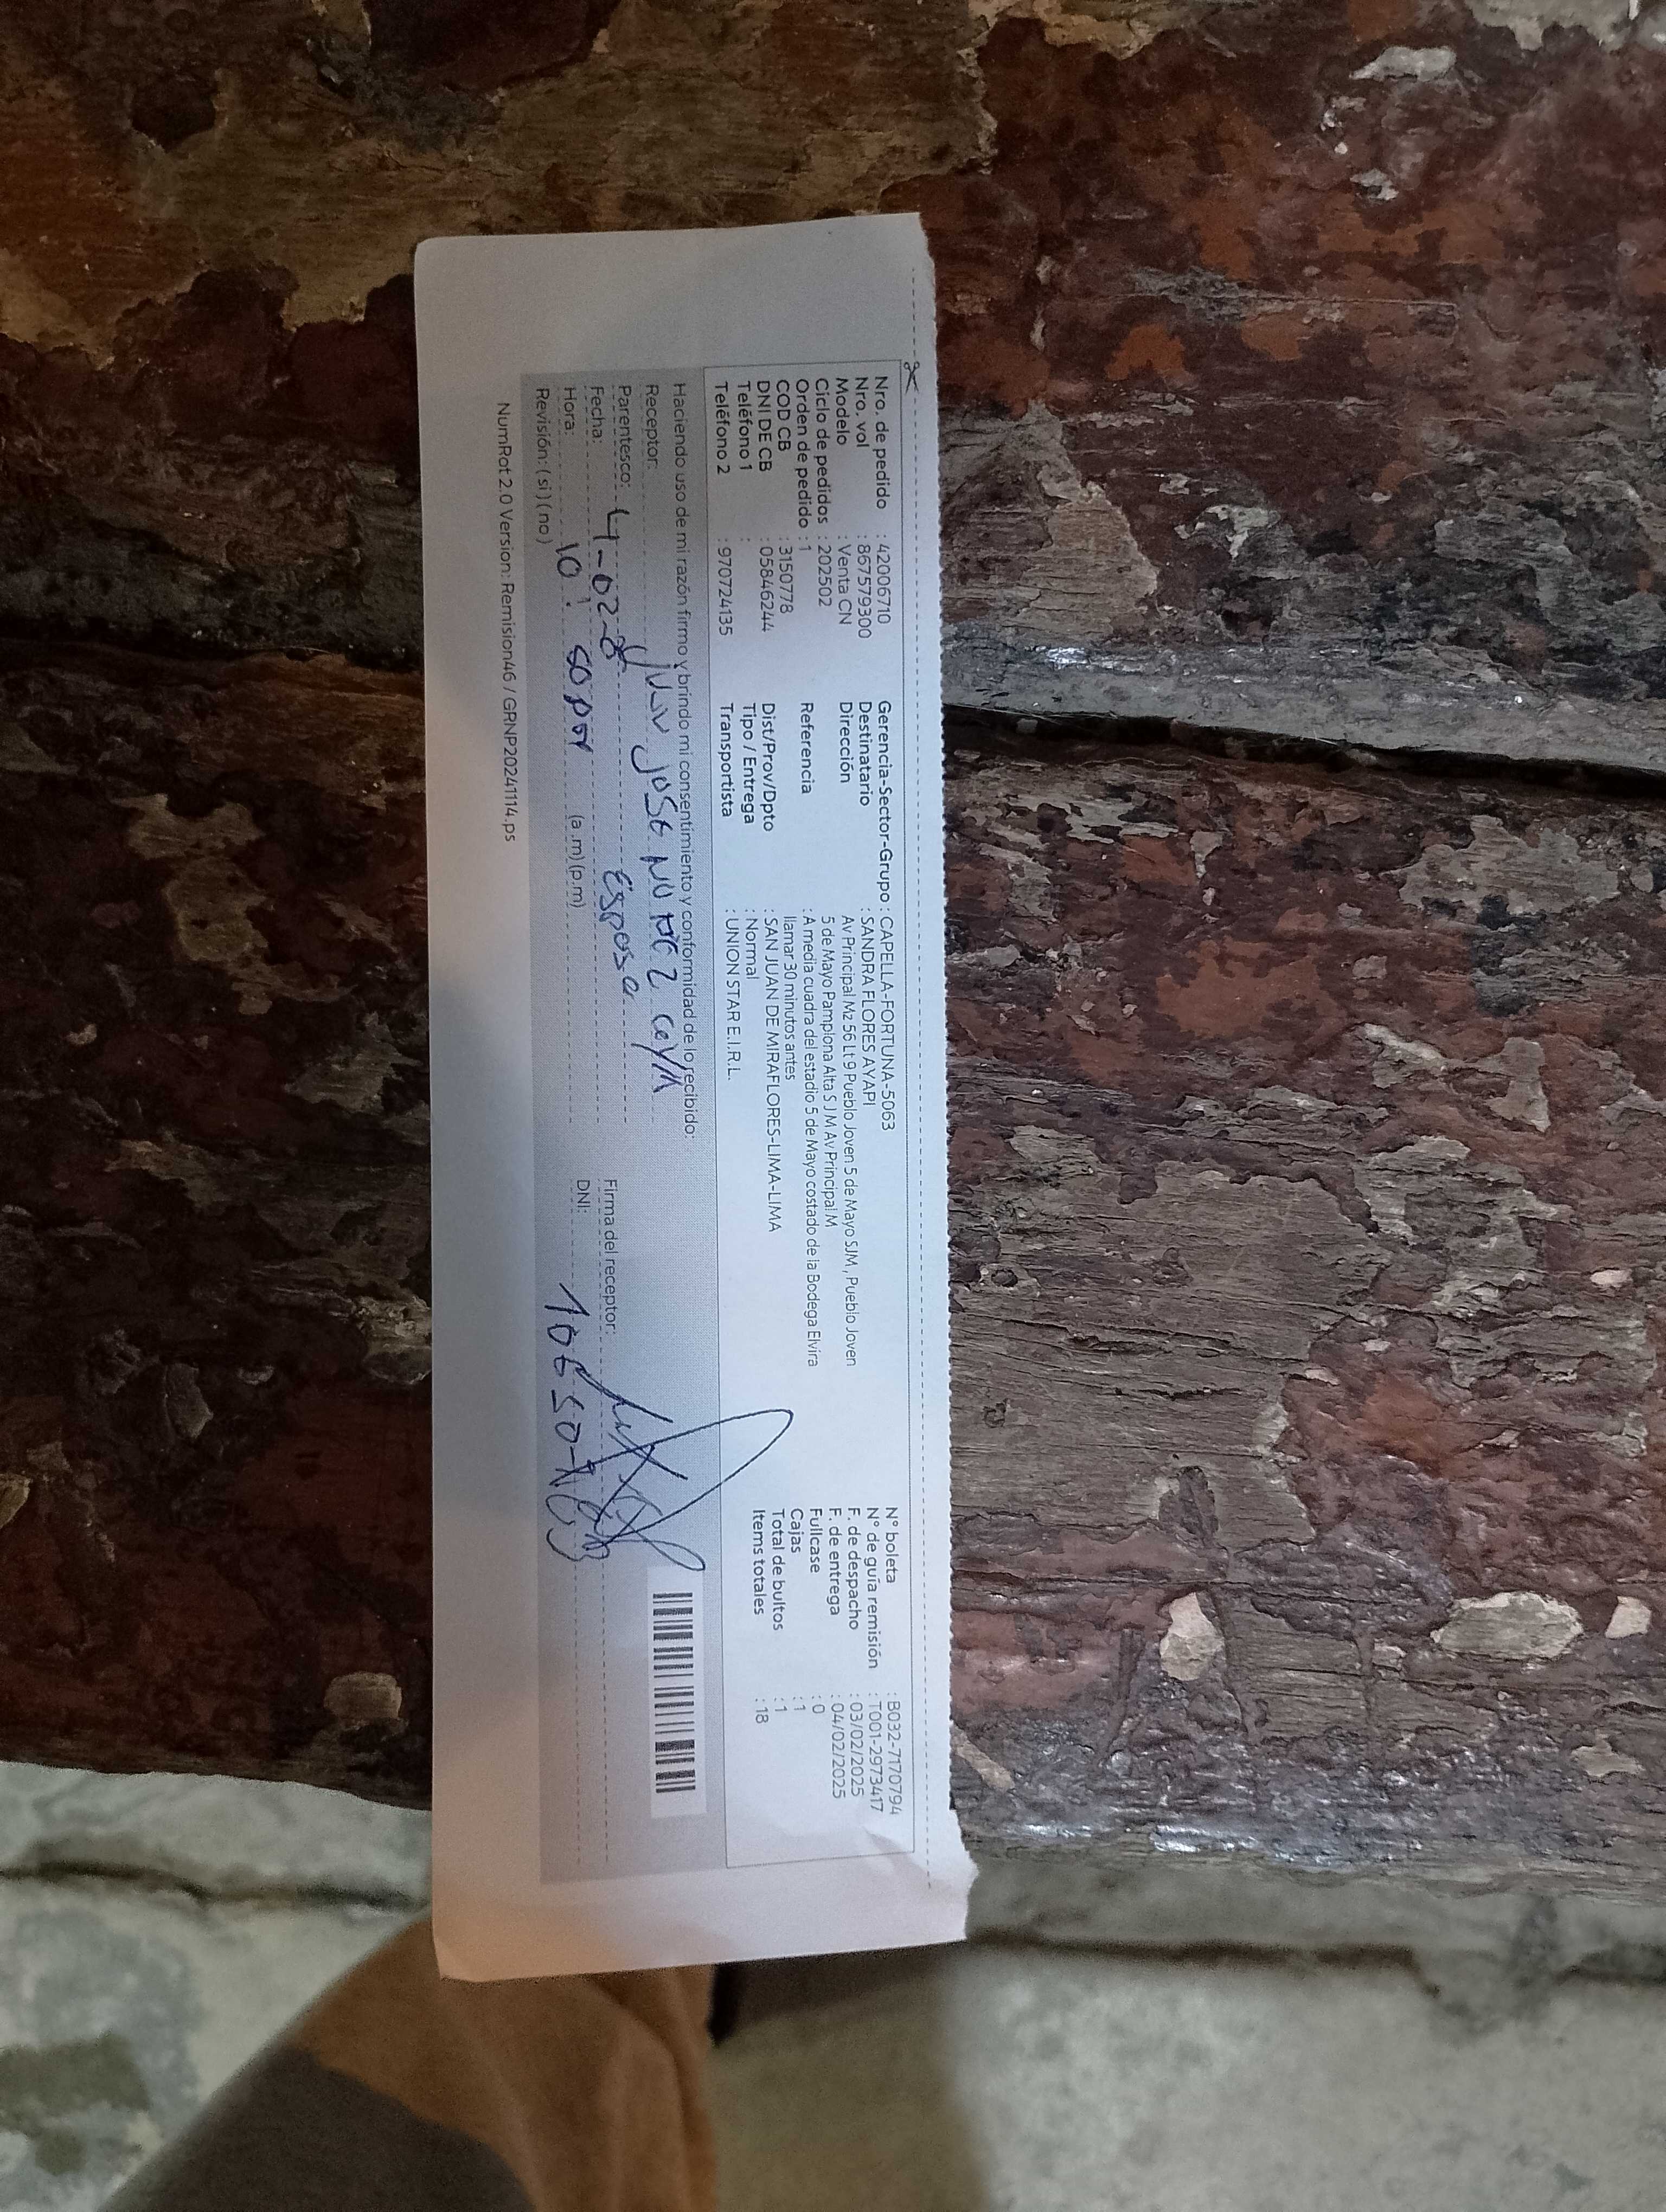 Nro. de pedido : 42006710
Nro. vol : 867579300
Modelo : Venta CN
Ciclo de pedidos : 202502
Orden de pedido : 1
COD CB : 3150778
DNI DE CB : 05846244
Teléfono 1 :
Teléfono 2 : 970724135
Gerencia-Sector-Grupo : CAPELLA-FORTUNA-5063
Destinatario : SANDRA FLORES AYAPI
Dirección Av Principal Mz 56 Lt 9 Pueblo Joven 5 de Mayo SJM , Pueblo Joven
5 de Mayo Pamplona Alta S J M Av Principal M
Referencia : A media cuadra del estadio 5 de Mayo costado de la Bodega Elvira
llamar 30 minutos antes
Dist/Prov/Dpto : SAN JUAN DE MIRAFLORES-LIMA-LIMA
Tipo / Entrega : Normal
Transportista : UNION STAR E.I.R.L.
N° boleta : B032-7170794
N° de guía remisión : T001-2973417
F. de despacho : 03/02/2025
F. de entrega : 04/02/2025
Fullcase : 0
Cajas : 1
Total de bultos : 1
Items totales : 18
Haciendo uso de mi razón firmo y brindo mi consentimiento y conformidad de lo recibido:
Receptor: JOSE
Parentesco: esposo
Fecha: 4-02-
Hora: 10: 50 (a.m) (p.m)
Revisión: ( si ) ( no )
Firma del receptor:
DNI:
NumRot 2.0 Version: Remision46 / GRNP20241114.ps